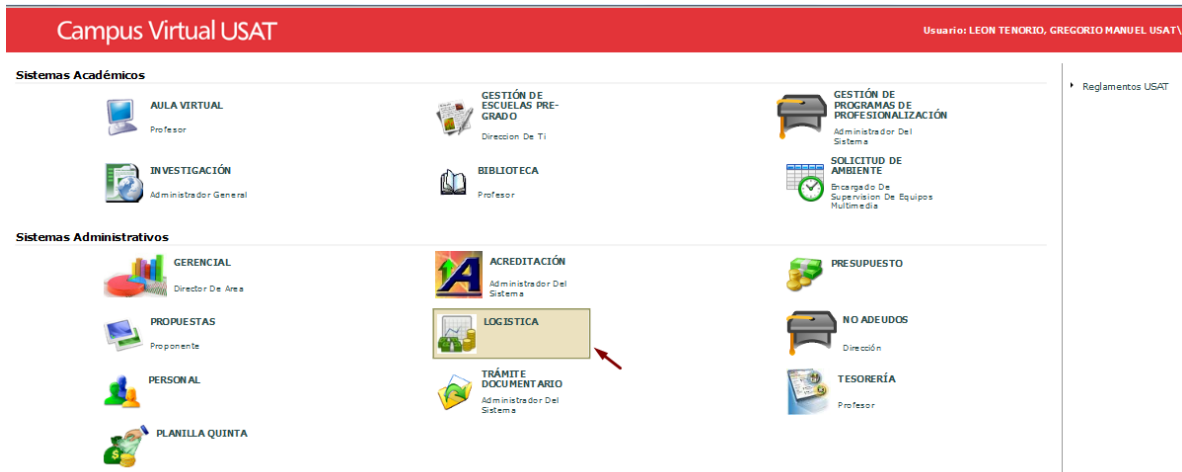 Campus Virtual USAT
Usuario: LEON TENORIO, GREGORIO MANUEL USAT\
Sistemas Académicos
AULA VIRTUAL
Profesor
GESTIÓN DE
ESCUELAS PRE-
GRADO
Direccion De Ti
GESTIÓN DE
PROGRAMAS DE
PROFESIONALIZACIÓN
Administrador Del
Sistema
Reglamentos USAT
INVESTIGACIÓN
Administrador General
BIBLIOTECA
Profesor
SOLICITUD DE
AMBIENTE
Encargado De
Supervision De Equipos
Multimedia
Sistemas Administrativos
GERENCIAL
Director De Area
ACREDITACIÓN
Administrador Del
Sistema
PRESUPUESTO
PROPUESTAS
Proponente
LOGISTICA
NO ADEUDOS
Dirección
PERSONAL
TRÁMITE
DOCUMENTARIO
Administrador Del
Sistema
TESORERÍA
Profesor
PLANILLA QUINTA